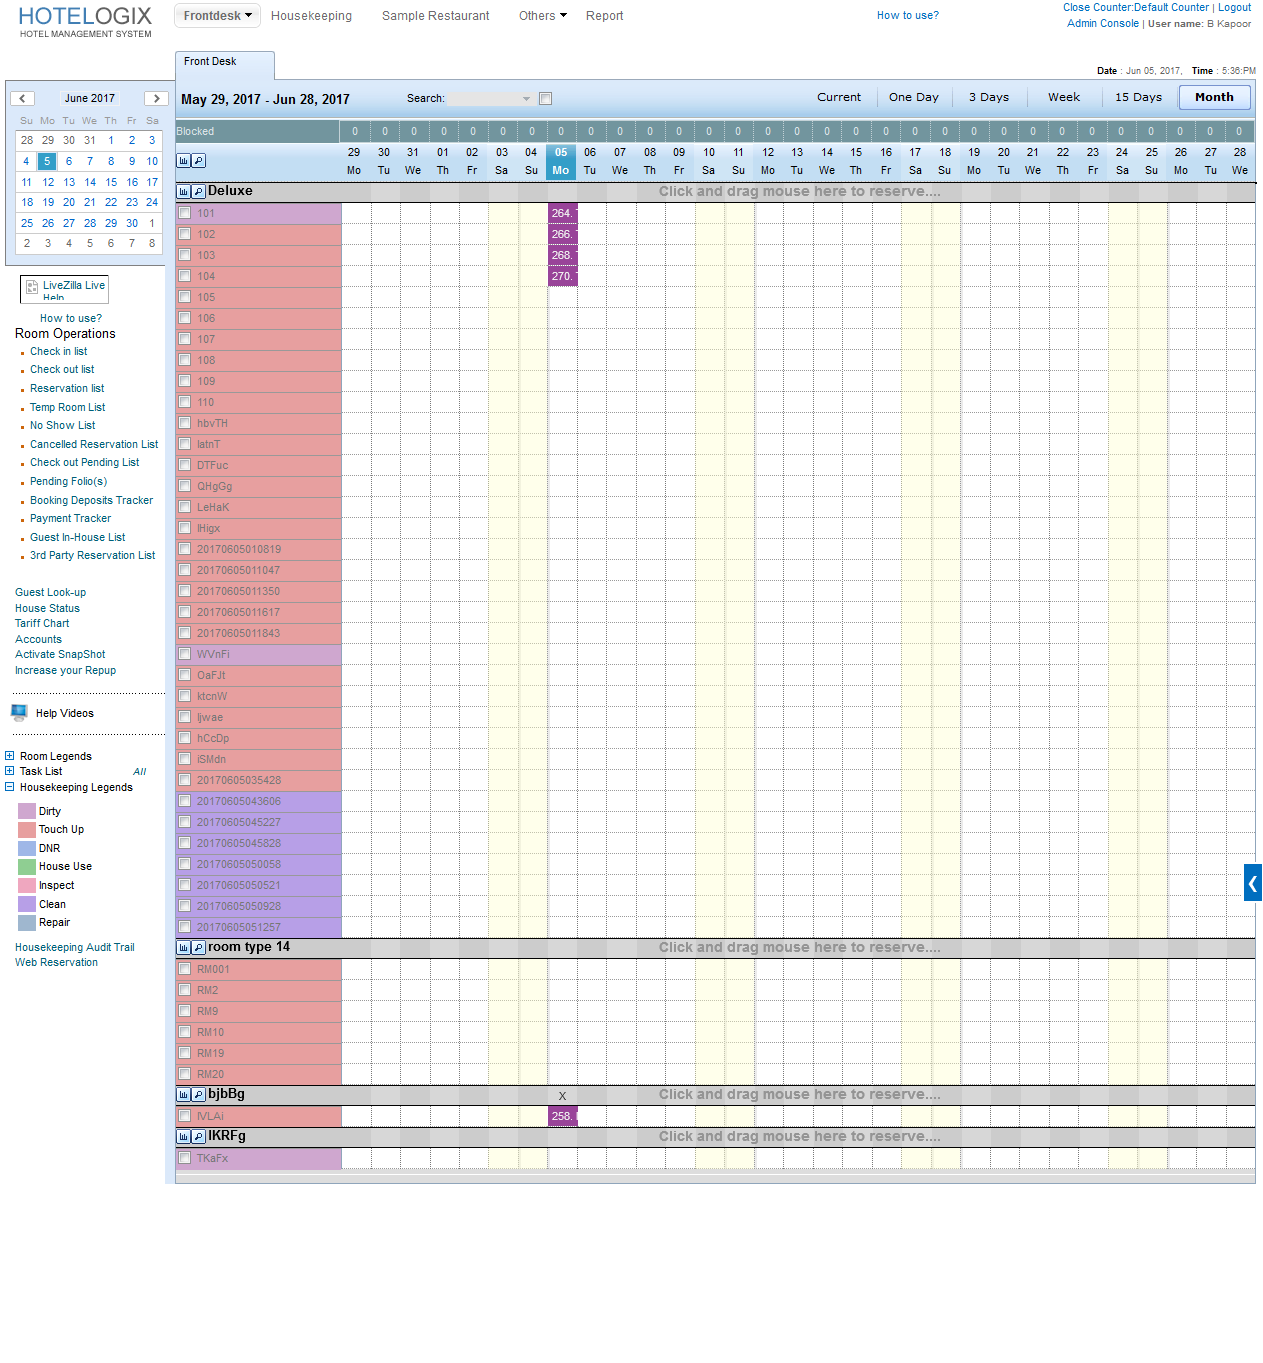 HOTELOGIX
HOTEL MANAGEMENT SYSTEM
Frontdesk Housekeeping Sample Restaurant Others Report
How to use?
Close Counter:Default Counter | Logout
Admin Console | User name: B Kapoor
Front Desk
Date : Jun 05, 2017, Time : 5:36:PM
May 29, 2017 - Jun 28, 2017
Search:
Current One Day 3 Days Week 15 Days Month
June 2017
Su Mo Tu We Th Fr Sa
28 29 30 31 1 2 3
4 5 6 7 8 9 10
11 12 13 14 15 16 17
18 19 20 21 22 23 24
25 26 27 28 29 30 1
2 3 4 5 6 7 8
LiveZilla Live
Help
How to use?
Room Operations
Check in list
Check out list
Reservation list
Temp Room List
No Show List
Cancelled Reservation List
Check out Pending List
Pending Folio(s)
Booking Deposits Tracker
Payment Tracker
Guest In-House List
3rd Party Reservation List
Guest Look-up
House Status
Tariff Chart
Accounts
Activate SnapShot
Increase your Repup
Help Videos
Room Legends
Task List All
Housekeeping Legends
Dirty
Touch Up
DNR
House Use
Inspect
Clean
Repair
Housekeeping Audit Trail
Web Reservation
Blocked 0 0 0 0 0 0 0 0 0 0 0 0 0 0 0 0 0 0 0 0 0 0 0 0 0 0 0 0 0 0 0
29 30 31 01 02 03 04 05 06 07 08 09 10 11 12 13 14 15 16 17 18 19 20 21 22 23 24 25 26 27 28
Mo Tu We Th Fr Sa Su Mo Tu We Th Fr Sa Su Mo Tu We Th Fr Sa Su Mo Tu We Th Fr Sa Su Mo Tu We
Deluxe Click and drag mouse here to reserve....
101 264.
102 266.
103 268.
104 270.
105
106
107
108
109
110
hbvTH
IatnT
DTFuc
QHgGg
LeHaK
IHigx
20170605010819
20170605011047
20170605011350
20170605011617
20170605011843
WVnFi
OaFJt
ktcnW
Ijwae
hCcDp
iSMdn
20170605035428
20170605043606
20170605045227
20170605045828
20170605050058
20170605050521
20170605050928
20170605051257
room type 14 Click and drag mouse here to reserve....
RM001
RM2
RM9
RM10
RM19
RM20
bjbBg X Click and drag mouse here to reserve....
IVLAi 258.
IKRFg Click and drag mouse here to reserve....
TKaFx